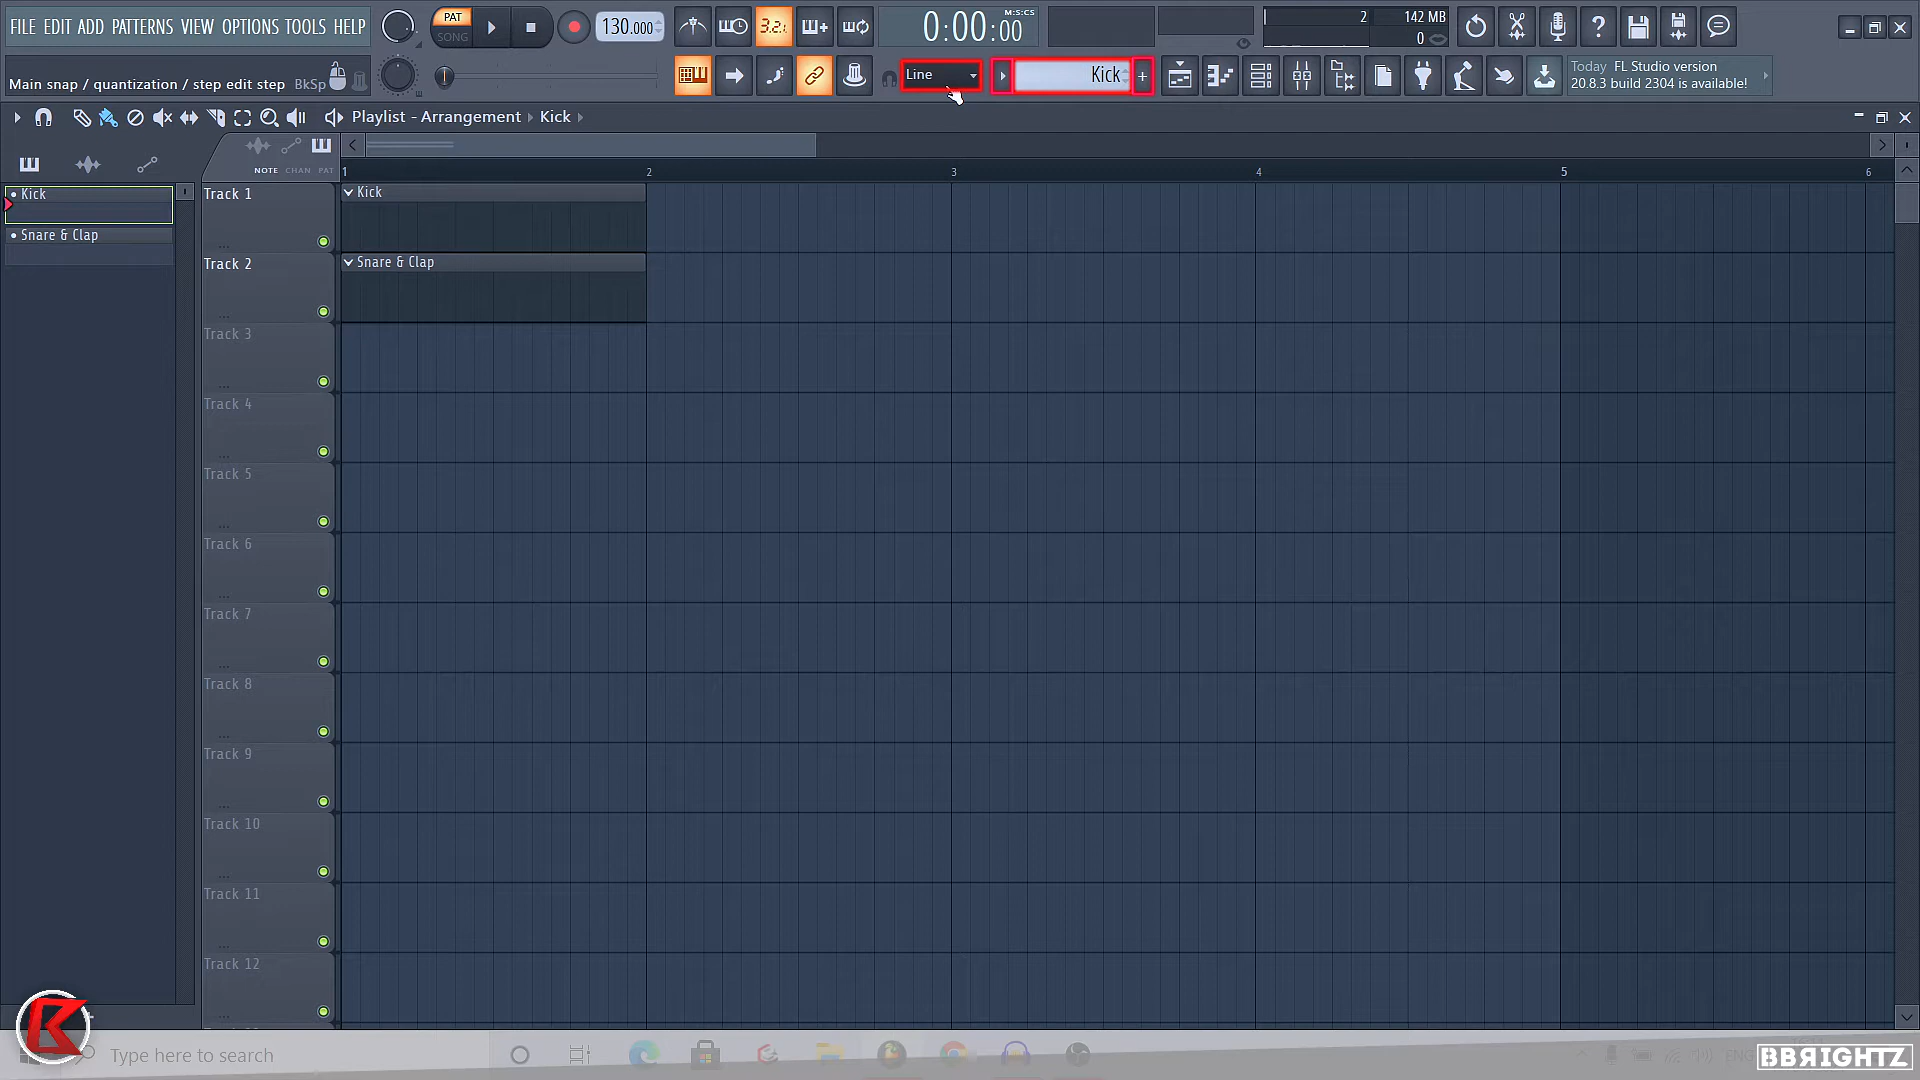 FILE EDIT ADD PATTERNS VIEW OPTIONS TOOLS HELP
PAT
SONG
130.000
3.2.1
0:00:00
M:S:CS
2
142 MB
0
Main snap / quantization / step edit step BkSp
Line
Kick
Today FL Studio version
20.8.3 build 2304 is available!
Playlist - Arrangement Kick
NOTE CHAN PAT
1 2 3 4 5 6
Kick
Snare & Clap
Track 1
Kick
Track 2
Snare & Clap
Track 3
Track 4
Track 5
Track 6
Track 7
Track 8
Track 9
Track 10
Track 11
Track 12
Type here to search
BBRIGHTZ